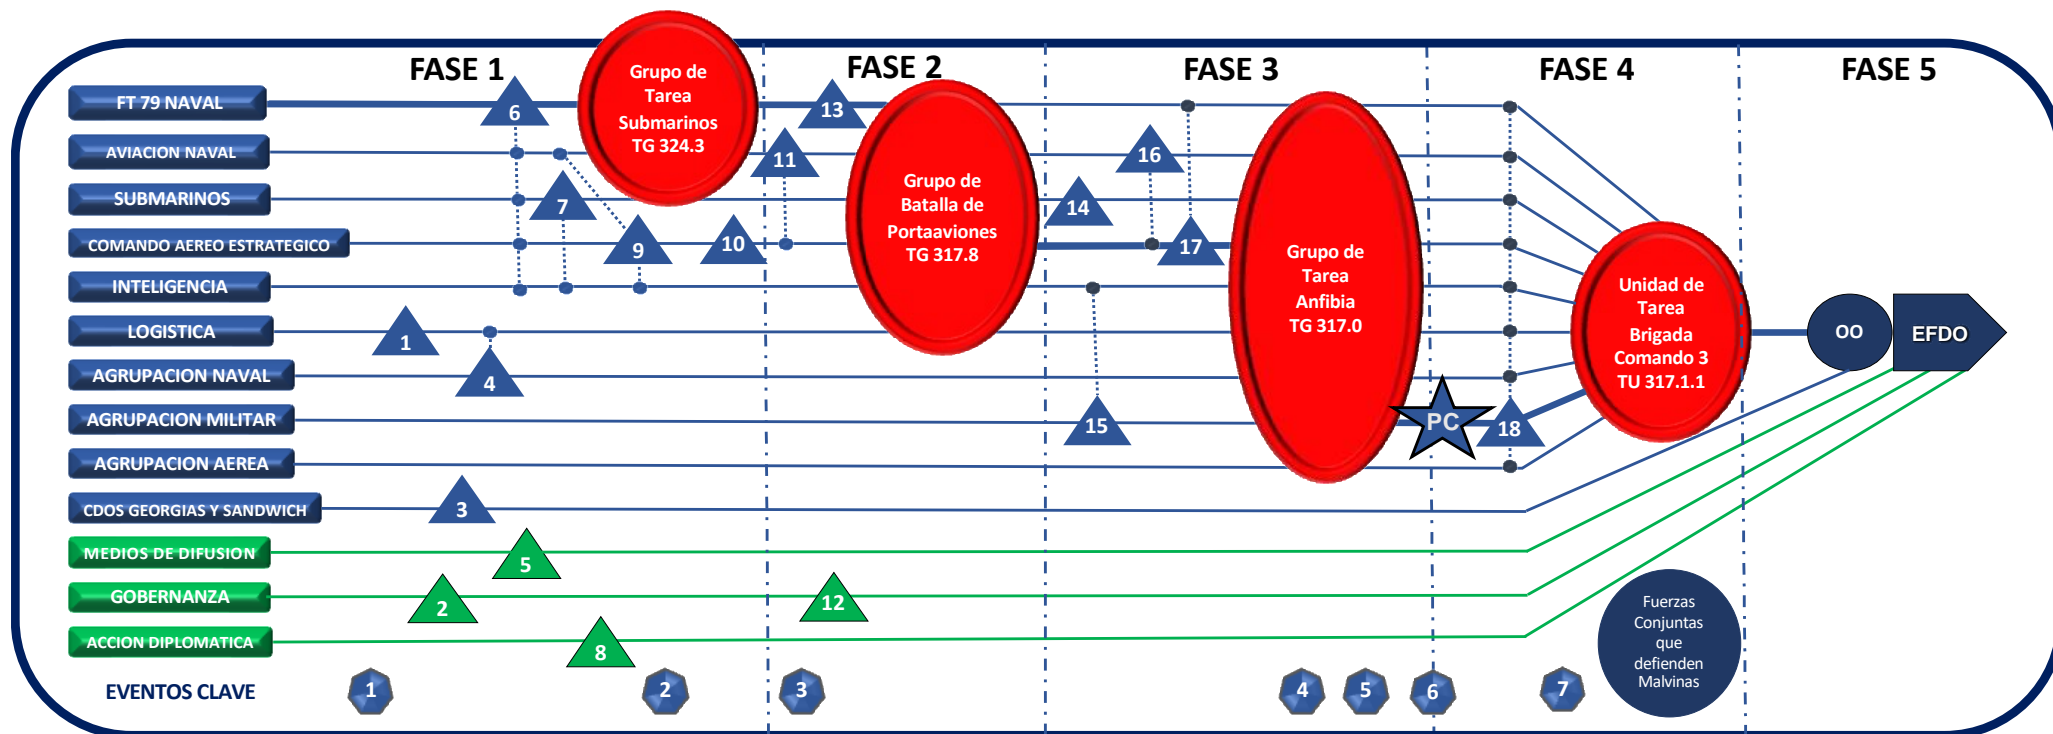 FASE 1
FASE 2
FASE 3
FASE 4
FASE 5
FT 79 NAVAL
AVIACION NAVAL
SUBMARINOS
COMANDO AEREO ESTRATEGICO
INTELIGENCIA
LOGISTICA
AGRUPACION NAVAL
AGRUPACION MILITAR
AGRUPACION AEREA
CDOS GEORGIAS Y SANDWICH
MEDIOS DE DIFUSION
GOBERNANZA
ACCION DIPLOMATICA
EVENTOS CLAVE
6
13
11
16
7
14
9
10
17
1
4
15
18
3
5
2
12
8
Grupo de
Tarea
Submarinos
TG 324.3
Grupo de
Batalla de
Portaaviones
TG 317.8
Grupo de
Tarea
Anfibia
TG 317.0
PC
Unidad de
Tarea
Brigada
Comando 3
TU 317.1.1
OO
EFDO
Fuerzas
Conjuntas
que
defienden
Malvinas
1
2
3
4
5
6
7